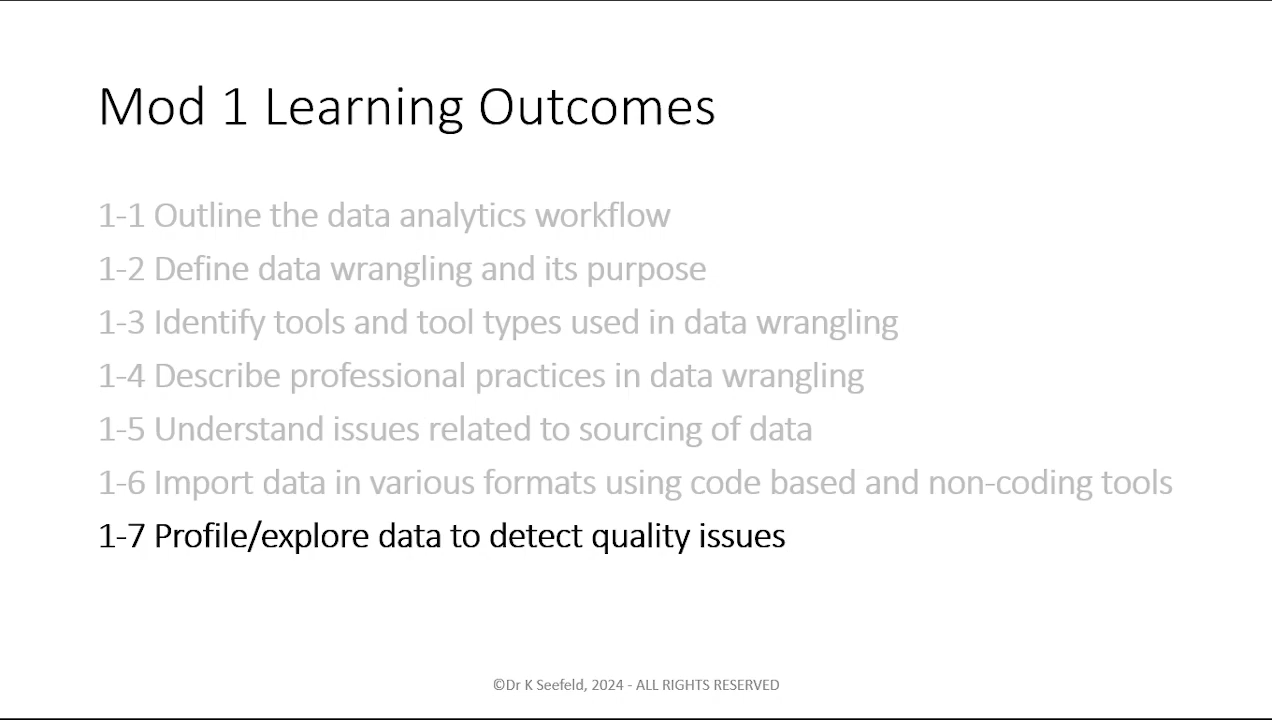 Mod 1 Learning Outcomes
1-1 Outline the data analytics workflow
1-2 Define data wrangling and its purpose
1-3 Identify tools and tool types used in data wrangling
1-4 Describe professional practices in data wrangling
1-5 Understand issues related to sourcing of data
1-6 Import data in various formats using code based and non-coding tools
1-7 Profile/explore data to detect quality issues
©Dr K Seefeld, 2024 - ALL RIGHTS RESERVED